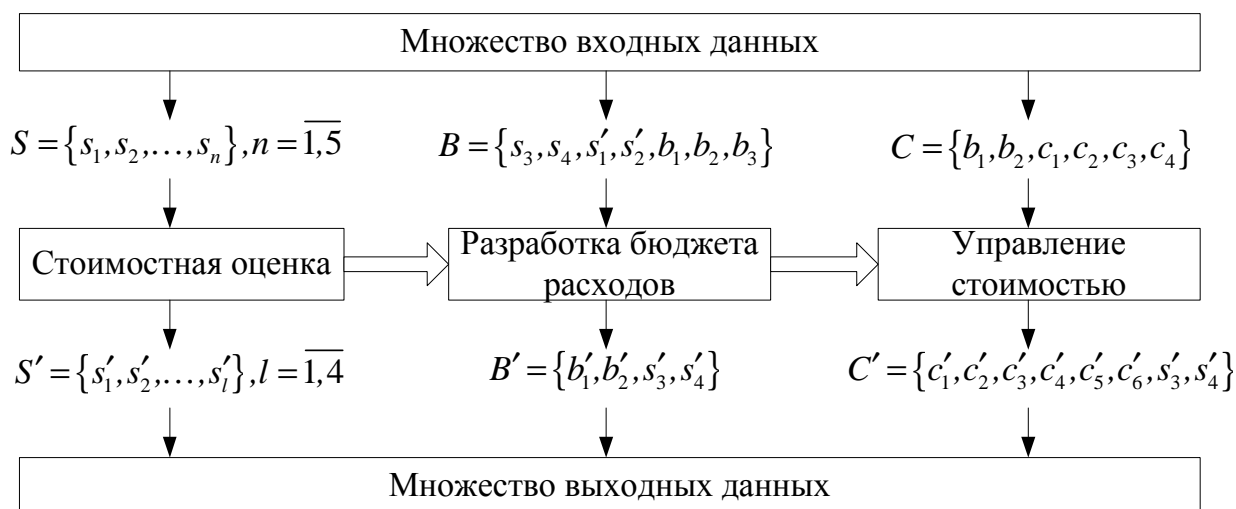 Множество входных данных
S = {s₁, s₂, …, sₙ}, n = 1,5̅
B = {s₃, s₄, s₁′, s₂′, b₁, b₂, b₃}
C = {b₁, b₂, c₁, c₂, c₃, c₄}
Стоимостная оценка
Разработка бюджета
расходов
Управление
стоимостью
S′ = {s₁′, s₂′, …, sₗ′}, l = 1,4̅
B′ = {b₁′, b₂′, s₃′, s₄′}
C′ = {c₁′, c₂′, c₃′, c₄′, c₅′, c₆′, s₃′, s₄′}
Множество выходных данных